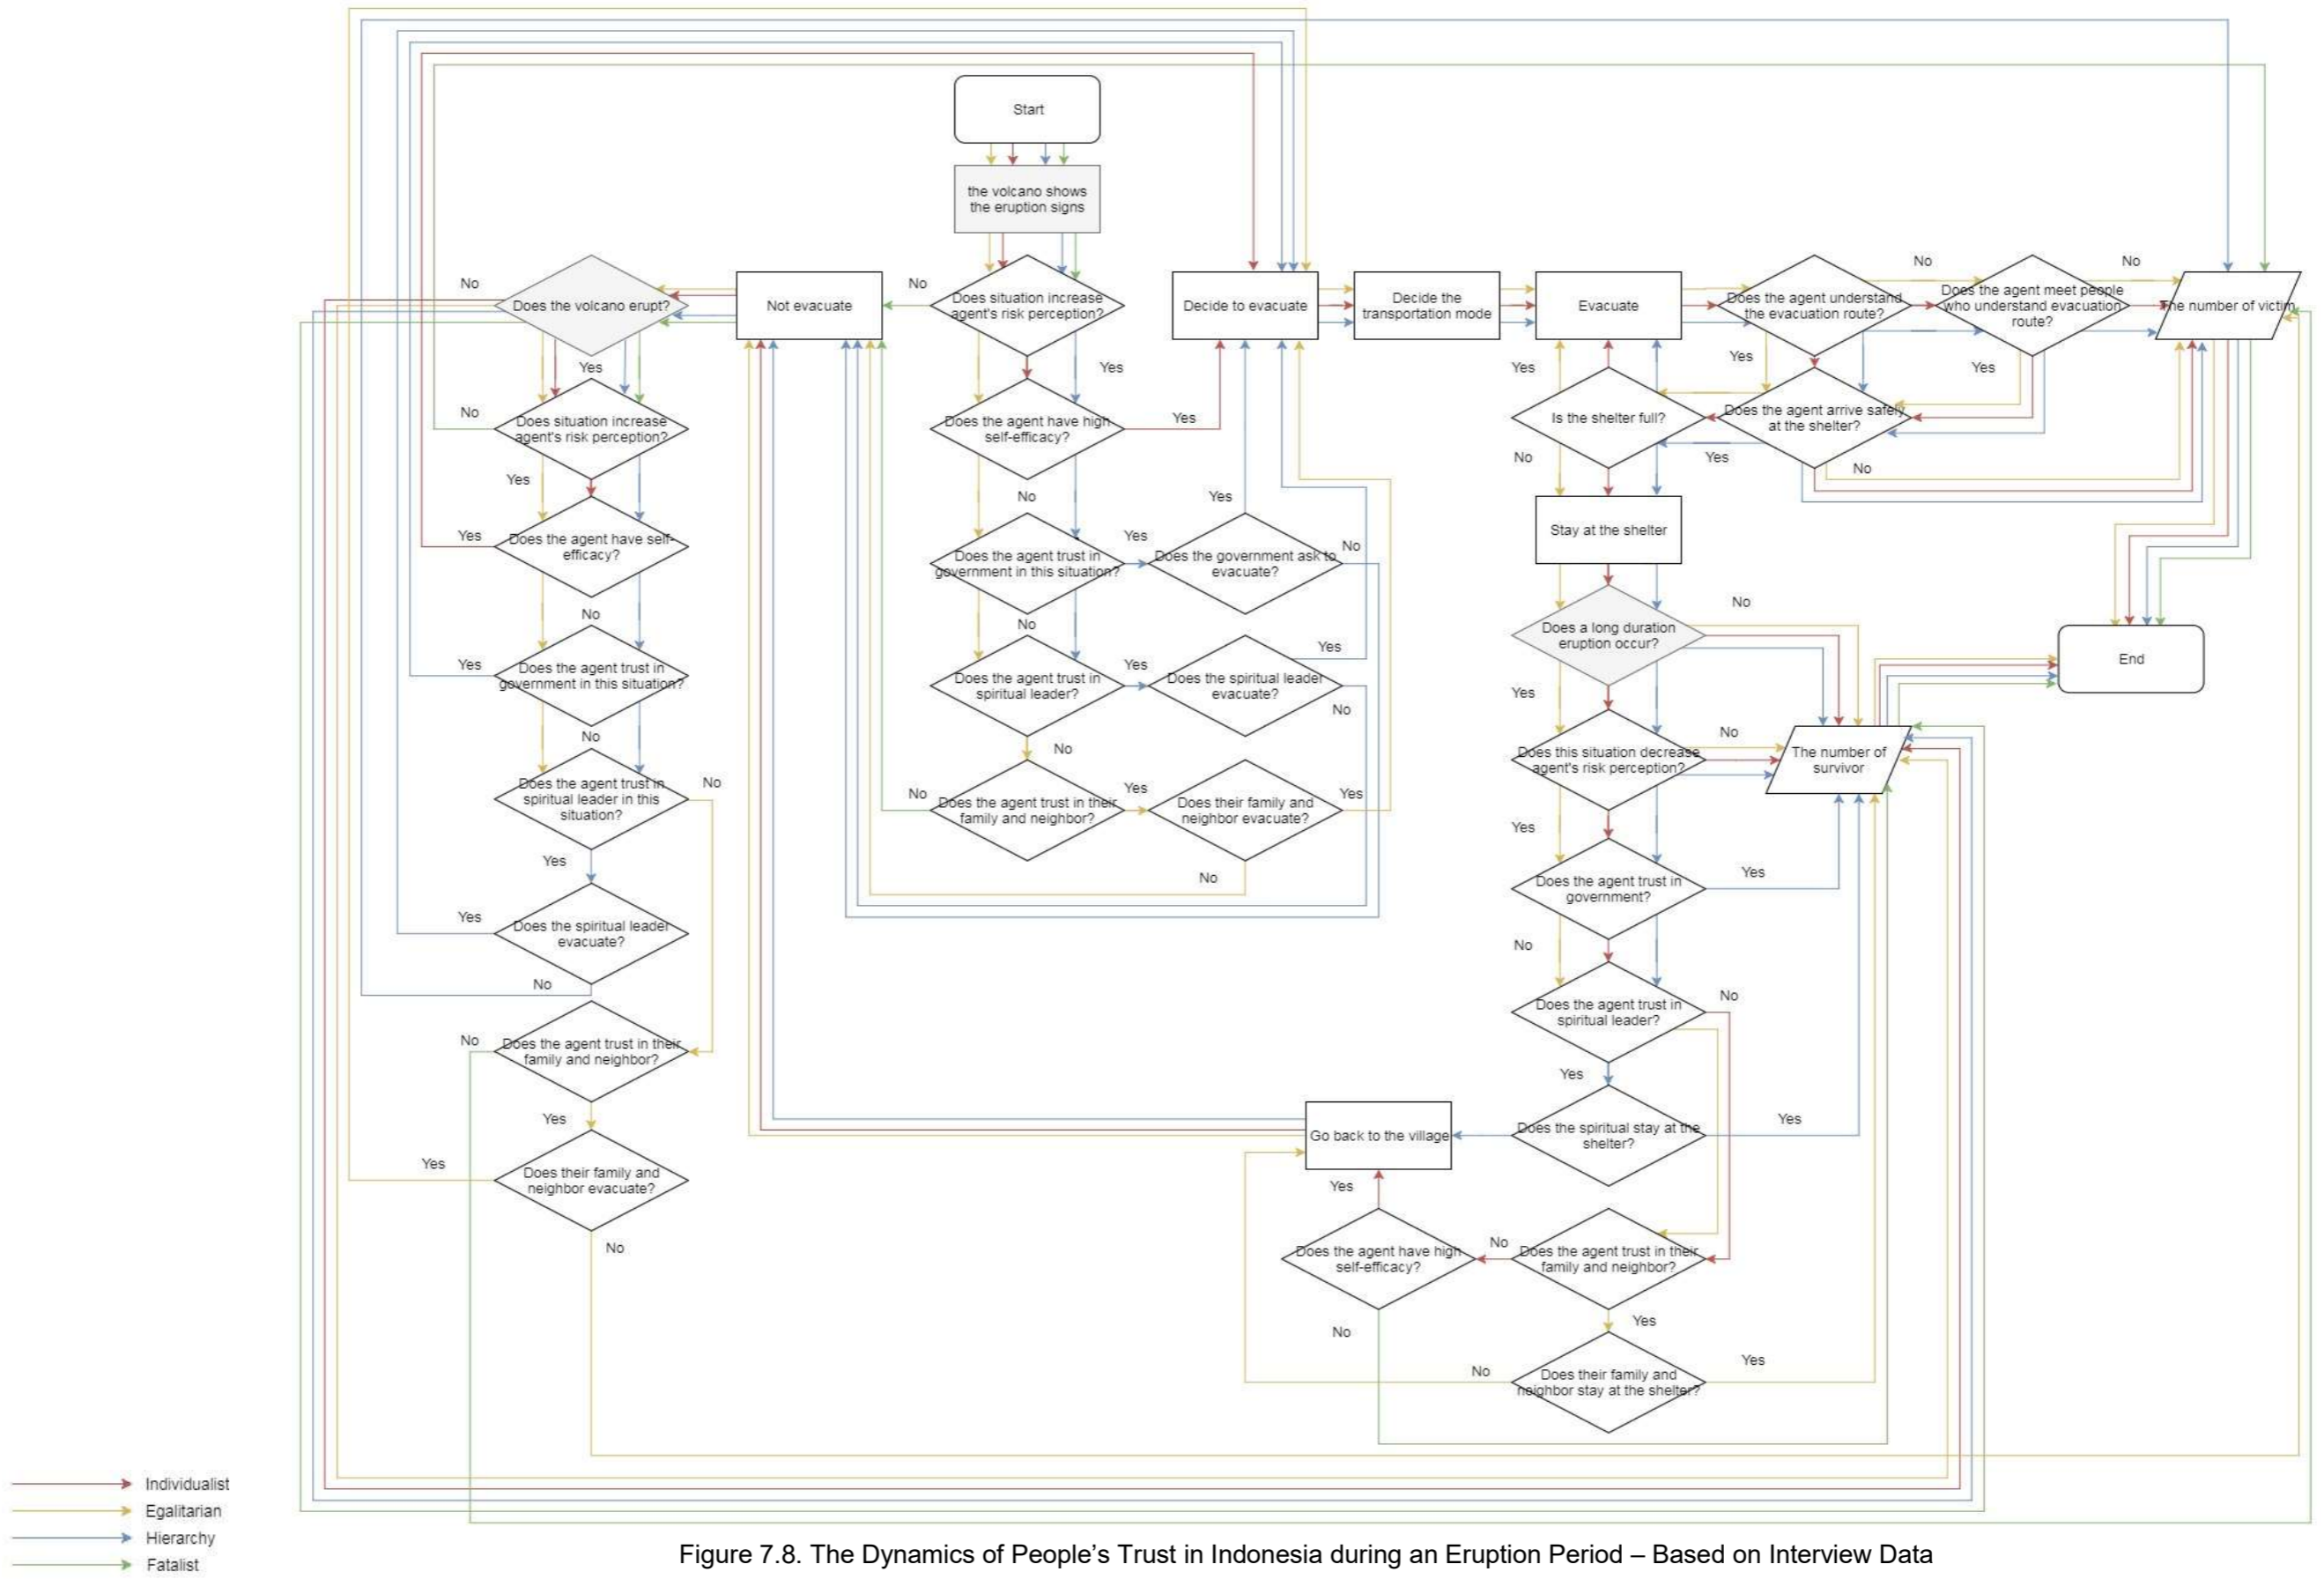 Start
the volcano shows
the eruption signs
No
Does the volcano erupt?
Not evacuate
No
Does situation increase
agent's risk perception?
Decide to evacuate
Decide the
transportation mode
Evacuate
Does the agent understand
the evacuation route?
No
Does the agent meet people
who understand evacuation
route?
No
The number of victim
Yes
No
Does situation increase
agent's risk perception?
Yes
Does the agent have high
self-efficacy?
Yes
Yes
Is the shelter full?
Yes
Does the agent arrive safely
at the shelter?
Yes
Yes
No
Yes
Does the agent have self-
efficacy?
No
No
Does the agent trust in
government in this situation?
Yes
Yes
Does the government ask to
evacuate?
No
No
Yes
No
Stay at the shelter
Yes
Does the agent trust in
government in this situation?
No
No
Does the agent trust in
spiritual leader?
Yes
Does the spiritual leader
evacuate?
Yes
No
Does a long duration
eruption occur?
No
Yes
End
Does the agent trust in
spiritual leader in this
situation?
No
Yes
No
No
Does the agent trust in their
family and neighbor?
Yes
Does their family and
neighbor evacuate?
Yes
No
Does this situation decrease
agent's risk perception?
No
The number of
survivor
Yes
Does the agent trust in
government?
Yes
No
Yes
Does the spiritual leader
evacuate?
No
Does the agent trust in
spiritual leader?
No
Yes
No
Does the agent trust in their
family and neighbor?
Yes
Go back to the village
Does the spiritual stay at the
shelter?
Yes
Yes
Does their family and
neighbor evacuate?
No
Yes
Does the agent have high
self-efficacy?
No
Does the agent trust in their
family and neighbor?
No
Yes
No
Does their family and
neighbor stay at the shelter?
Yes
Individualist
Egalitarian
Hierarchy
Fatalist
Figure 7.8. The Dynamics of People’s Trust in Indonesia during an Eruption Period – Based on Interview Data